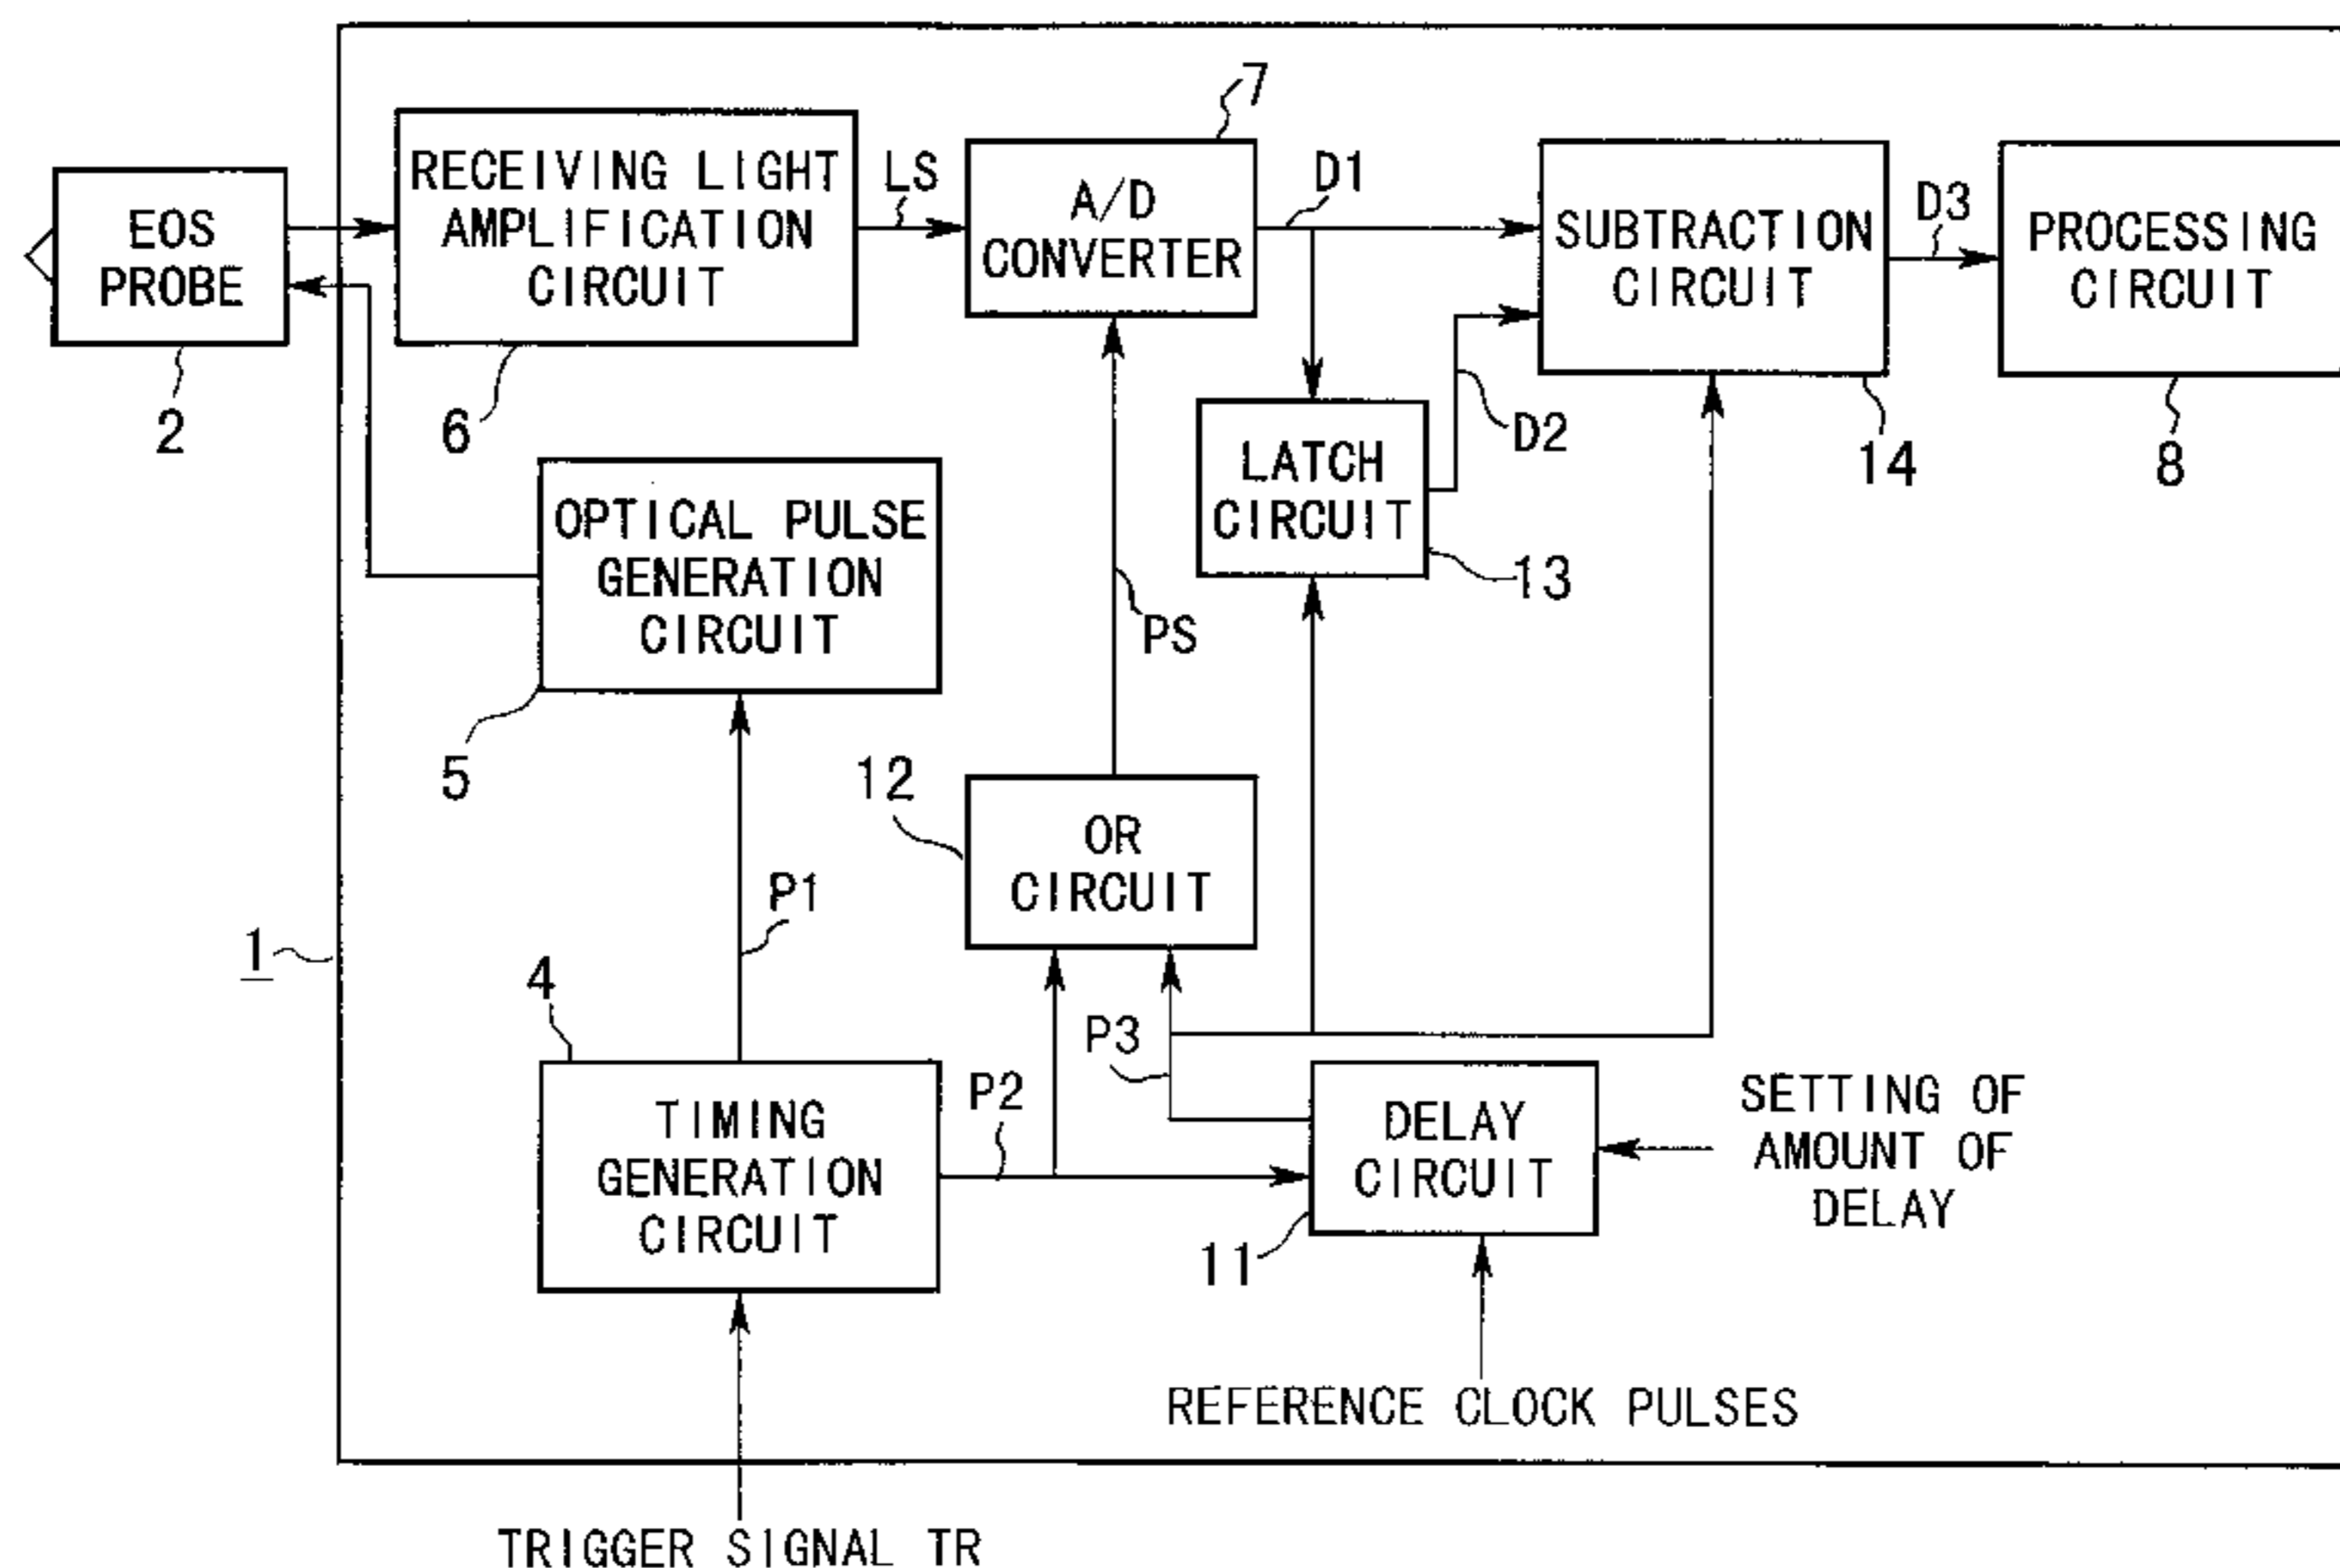 7
EOS
PROBE
2
RECEIVING LIGHT
AMPLIFICATION
CIRCUIT
6
LS
A/D
CONVERTER
D1
SUBTRACTION
CIRCUIT
14
D3
PROCESSING
CIRCUIT
8
LATCH
CIRCUIT
13
D2
OPTICAL PULSE
GENERATION
CIRCUIT
5
PS
12
OR
CIRCUIT
P1
1
4
TIMING
GENERATION
CIRCUIT
P2
P3
DELAY
CIRCUIT
11
SETTING OF
AMOUNT OF
DELAY
REFERENCE CLOCK PULSES
TRIGGER SIGNAL TR